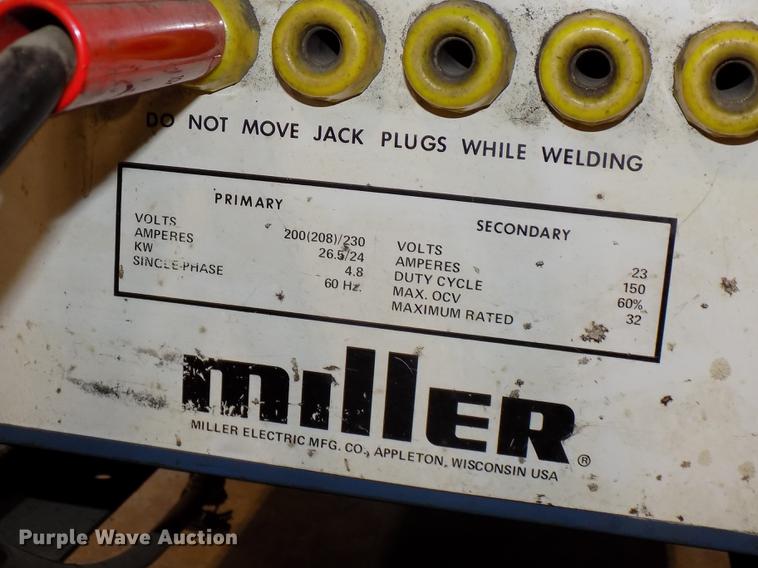 DO NOT MOVE JACK PLUGS WHILE WELDING
PRIMARY
VOLTS 200(208)/230
AMPERES 26.5/24
KW 4.8
SINGLE-PHASE 60 Hz.
SECONDARY
VOLTS 23
AMPERES 150
DUTY CYCLE 60%
MAX. OCV 32
MAXIMUM RATED
miller ®
MILLER ELECTRIC MFG. CO., APPLETON, WISCONSIN USA
Purple Wave Auction